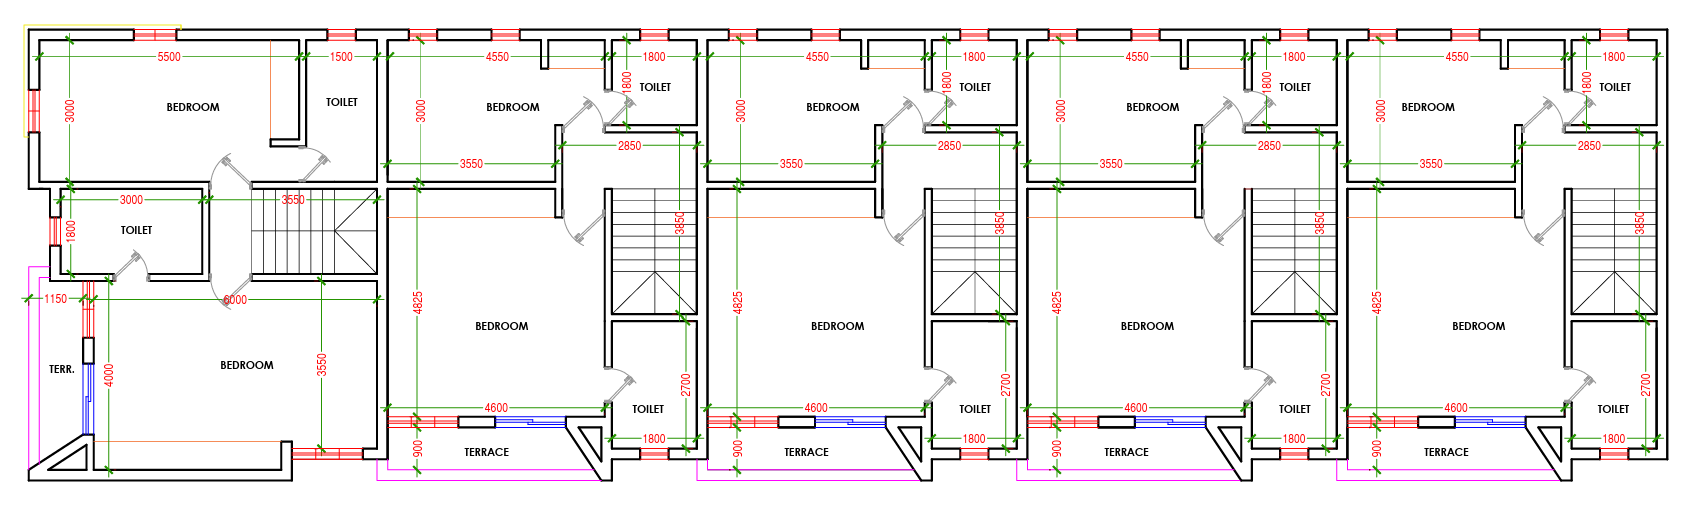 5500 1500 4550 1800 4550 1800 4550 1800 4550 1800
3000 BEDROOM TOILET 3000 BEDROOM 1800 TOILET 3000 BEDROOM 1800 TOILET 3000 BEDROOM 1800 TOILET 3000 BEDROOM 1800 TOILET
3550 2850 3550 2850 3550 2850 3550 2850
3000 3550
1800 TOILET 3850 3850 3850 3850
1150 6000 4825 4825 4825 4825
BEDROOM BEDROOM BEDROOM BEDROOM
TERR. 4000 BEDROOM 3550 2700 2700 2700 2700
4600 TOILET 4600 TOILET 4600 TOILET 4600 TOILET
1800 1800 1800 1800
900 TERRACE 900 TERRACE 900 TERRACE 900 TERRACE